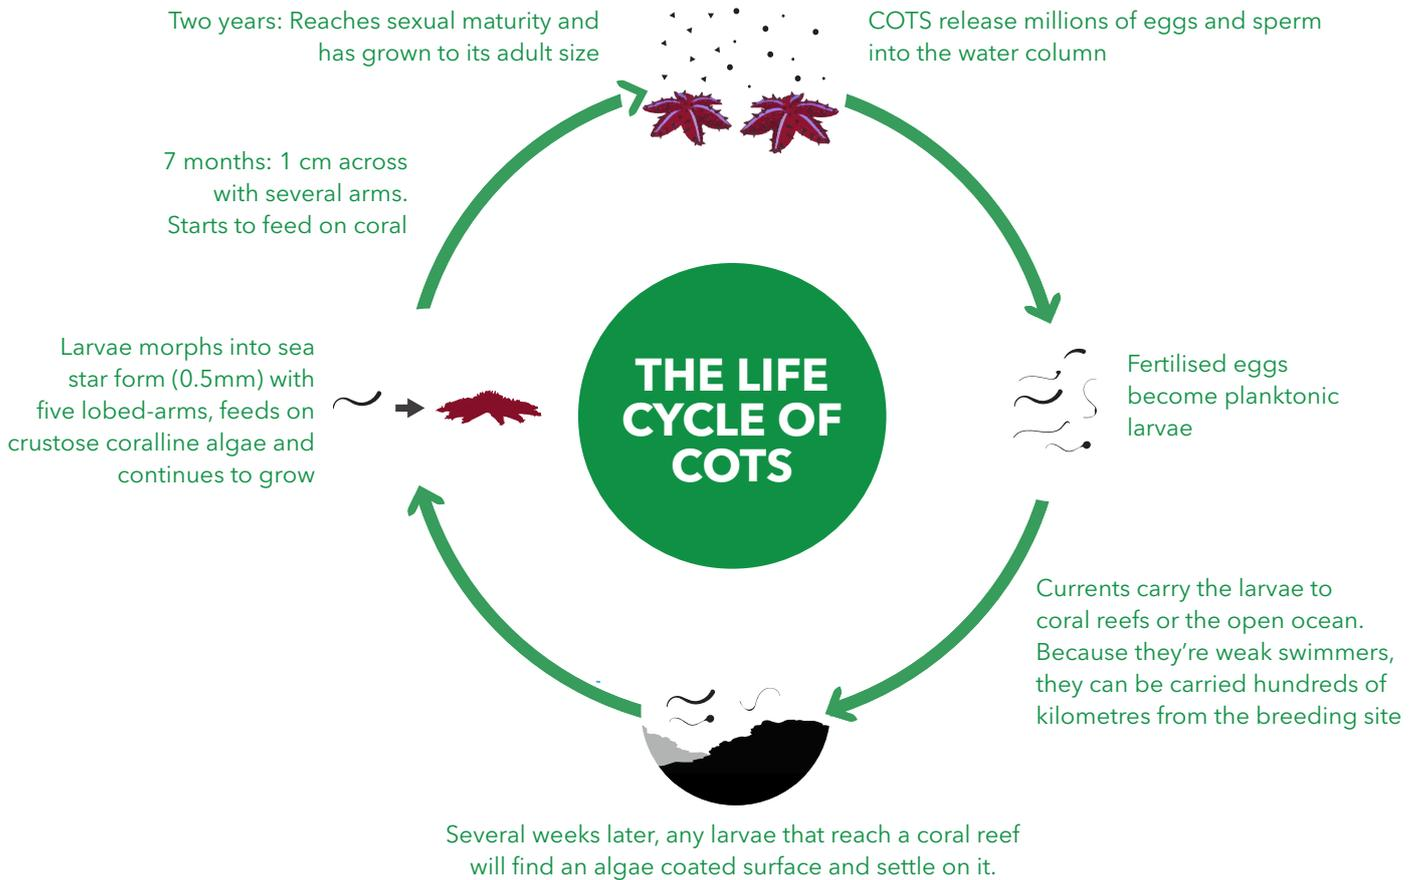 Two years: Reaches sexual maturity and
has grown to its adult size
COTS release millions of eggs and sperm
into the water column
7 months: 1 cm across
with several arms.
Starts to feed on coral
Larvae morphs into sea
star form (0.5mm) with
five lobed-arms, feeds on
crustose coralline algae and
continues to grow
THE LIFE
CYCLE OF
COTS
Fertilised eggs
become planktonic
larvae
Currents carry the larvae to
coral reefs or the open ocean.
Because they’re weak swimmers,
they can be carried hundreds of
kilometres from the breeding site
Several weeks later, any larvae that reach a coral reef
will find an algae coated surface and settle on it.